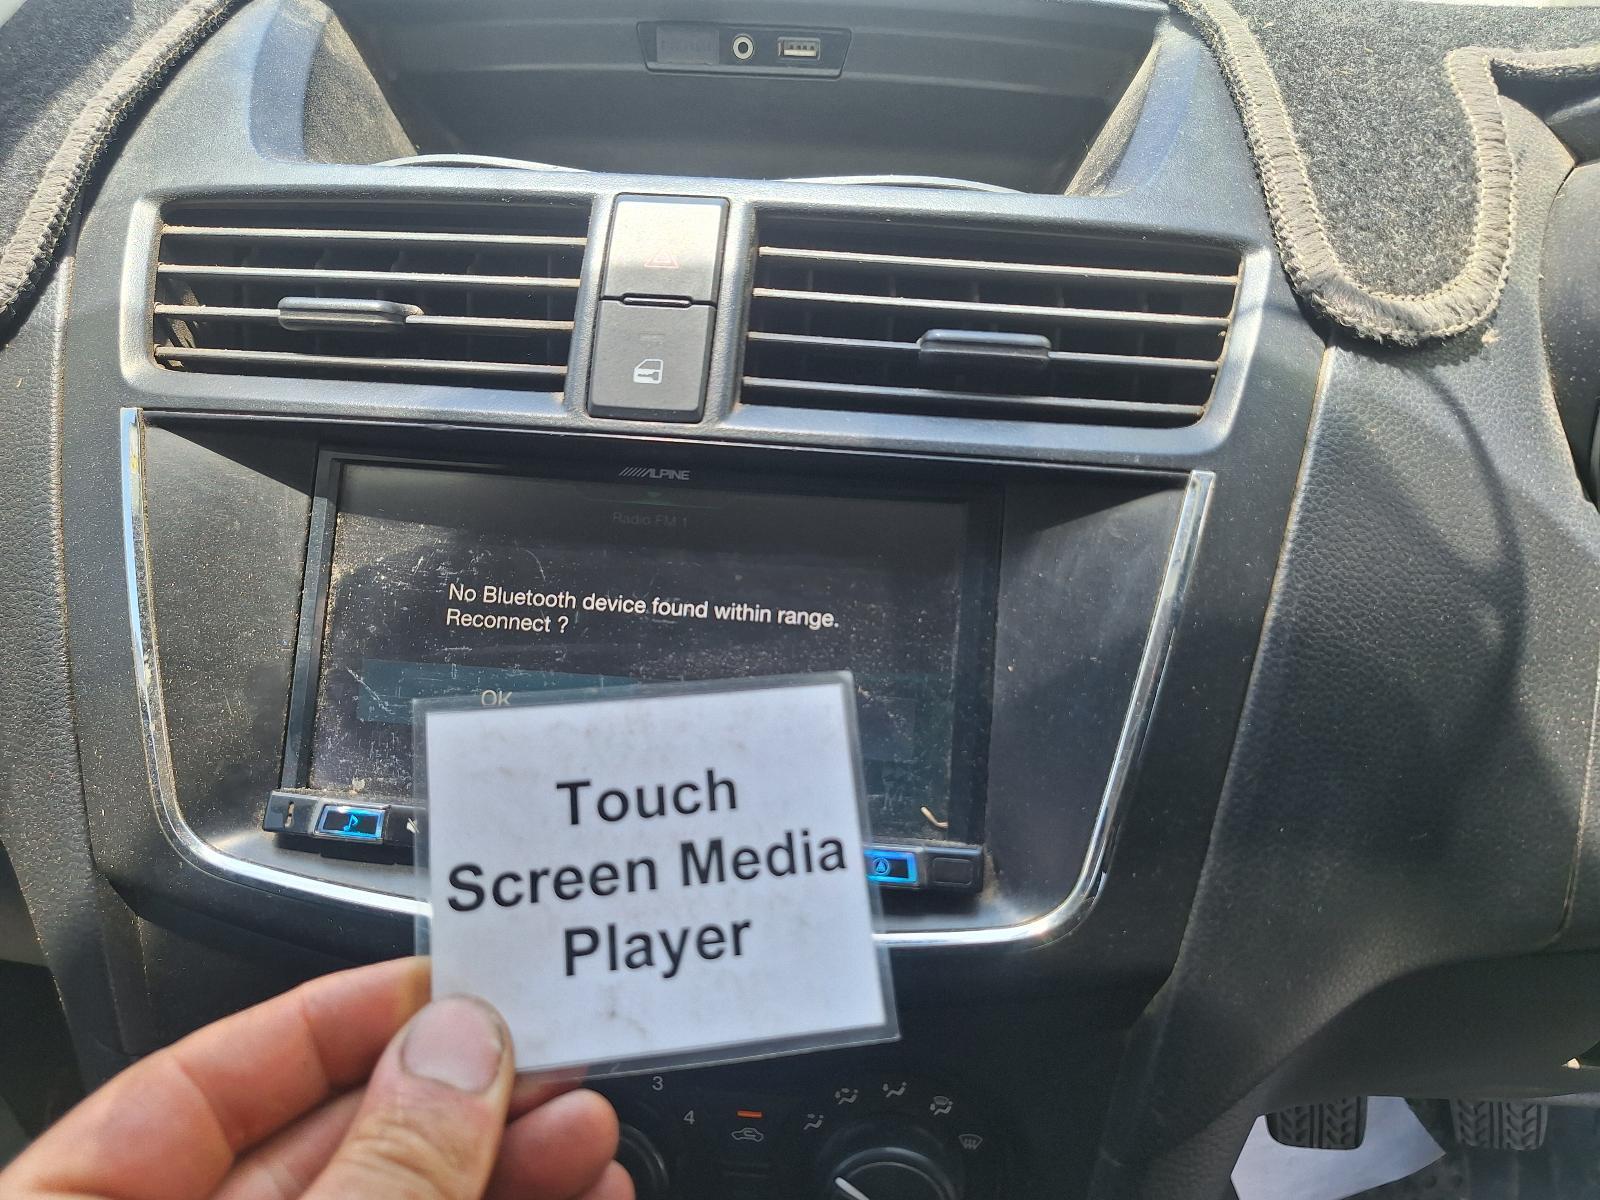 ALPINE
Radio FM 1
No Bluetooth device found within range.
Reconnect ?
OK
Touch
Screen Media
Player
3
4